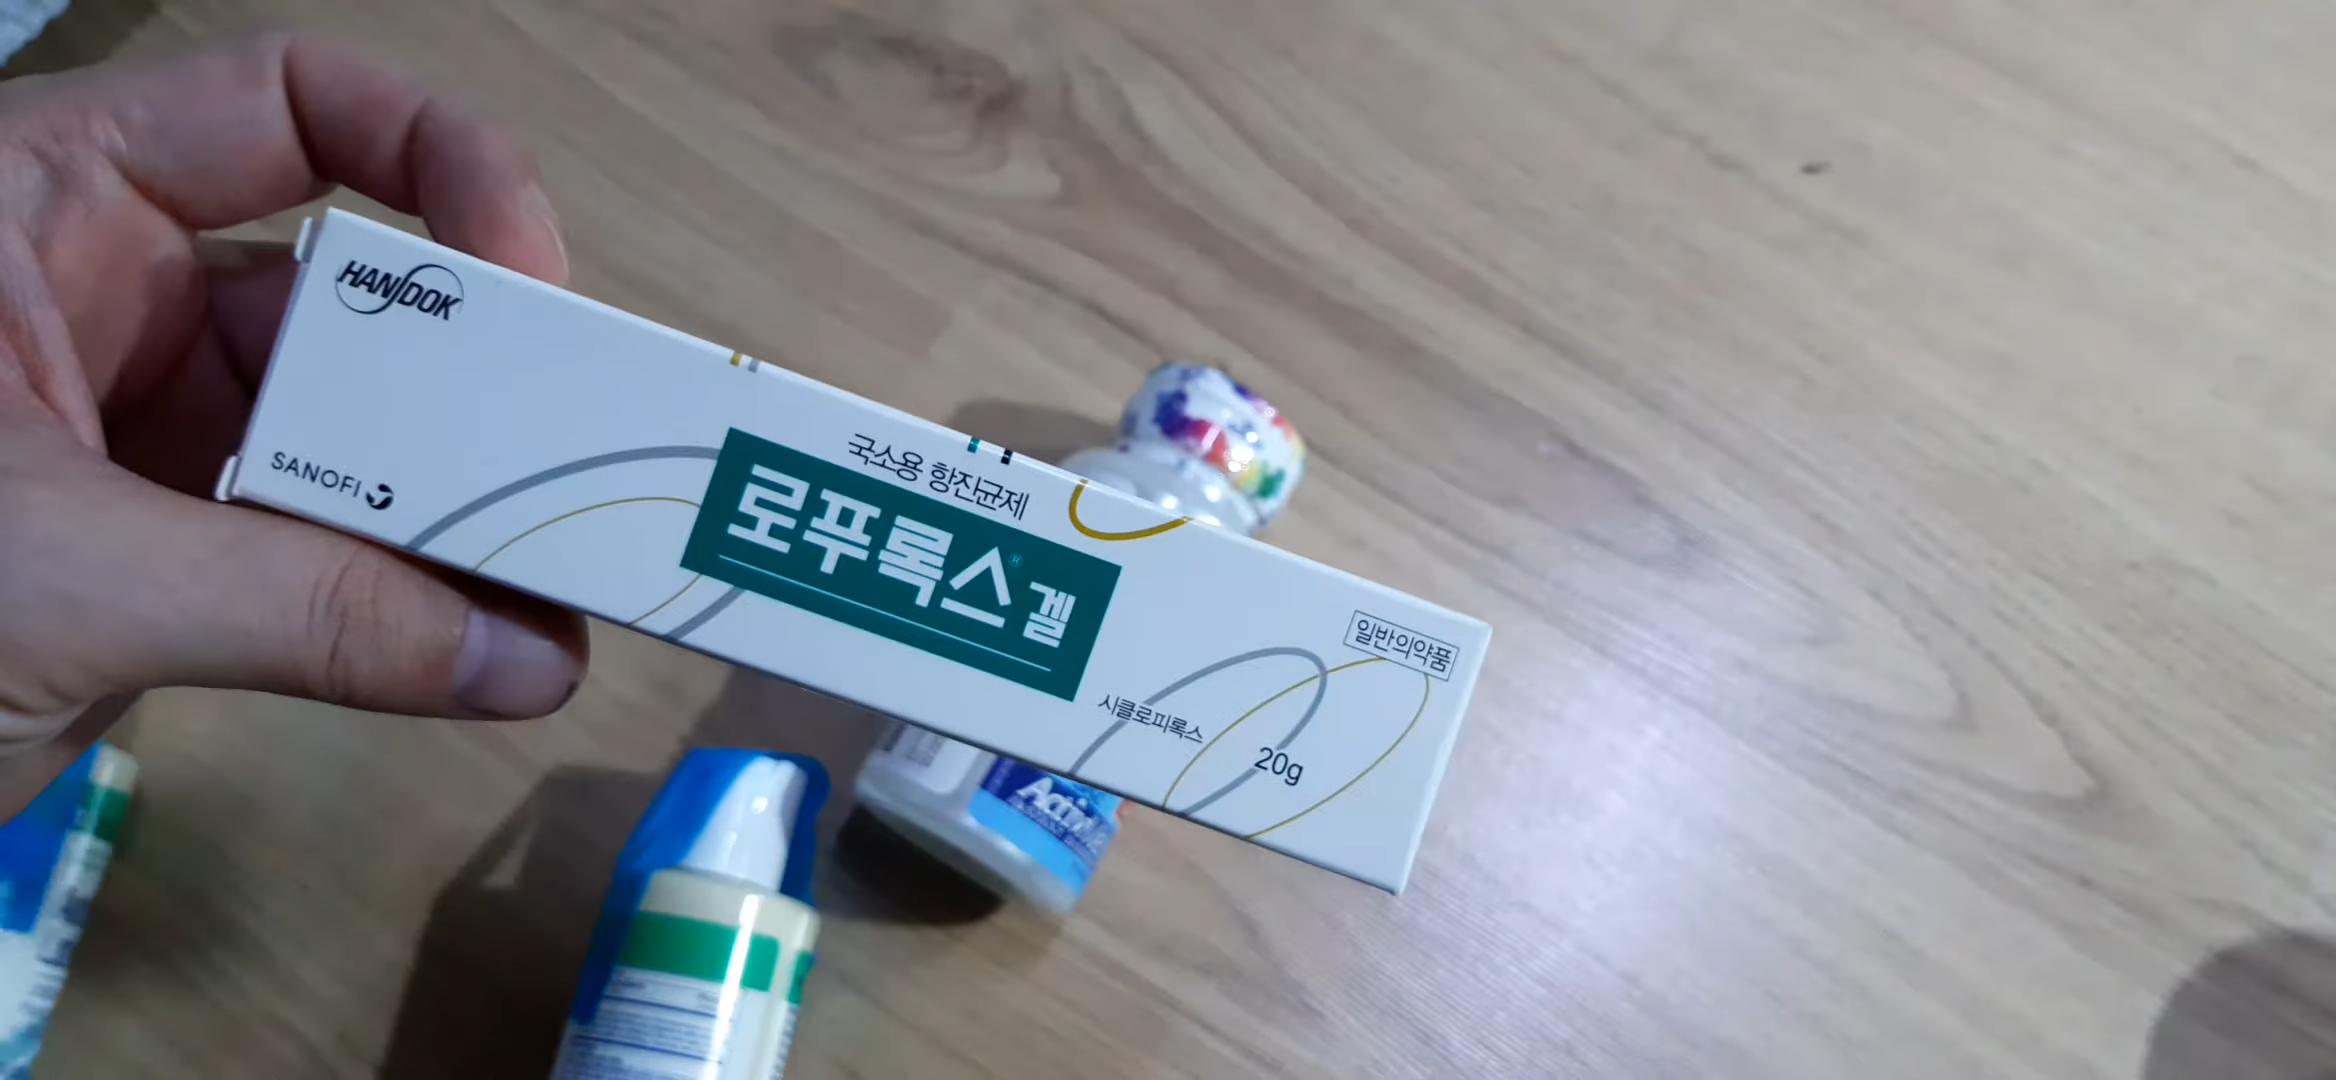 HANDOK
SANOFI
국소용 항진균제
로푸록스® 겔
일반의약품
시클로피록스
20g